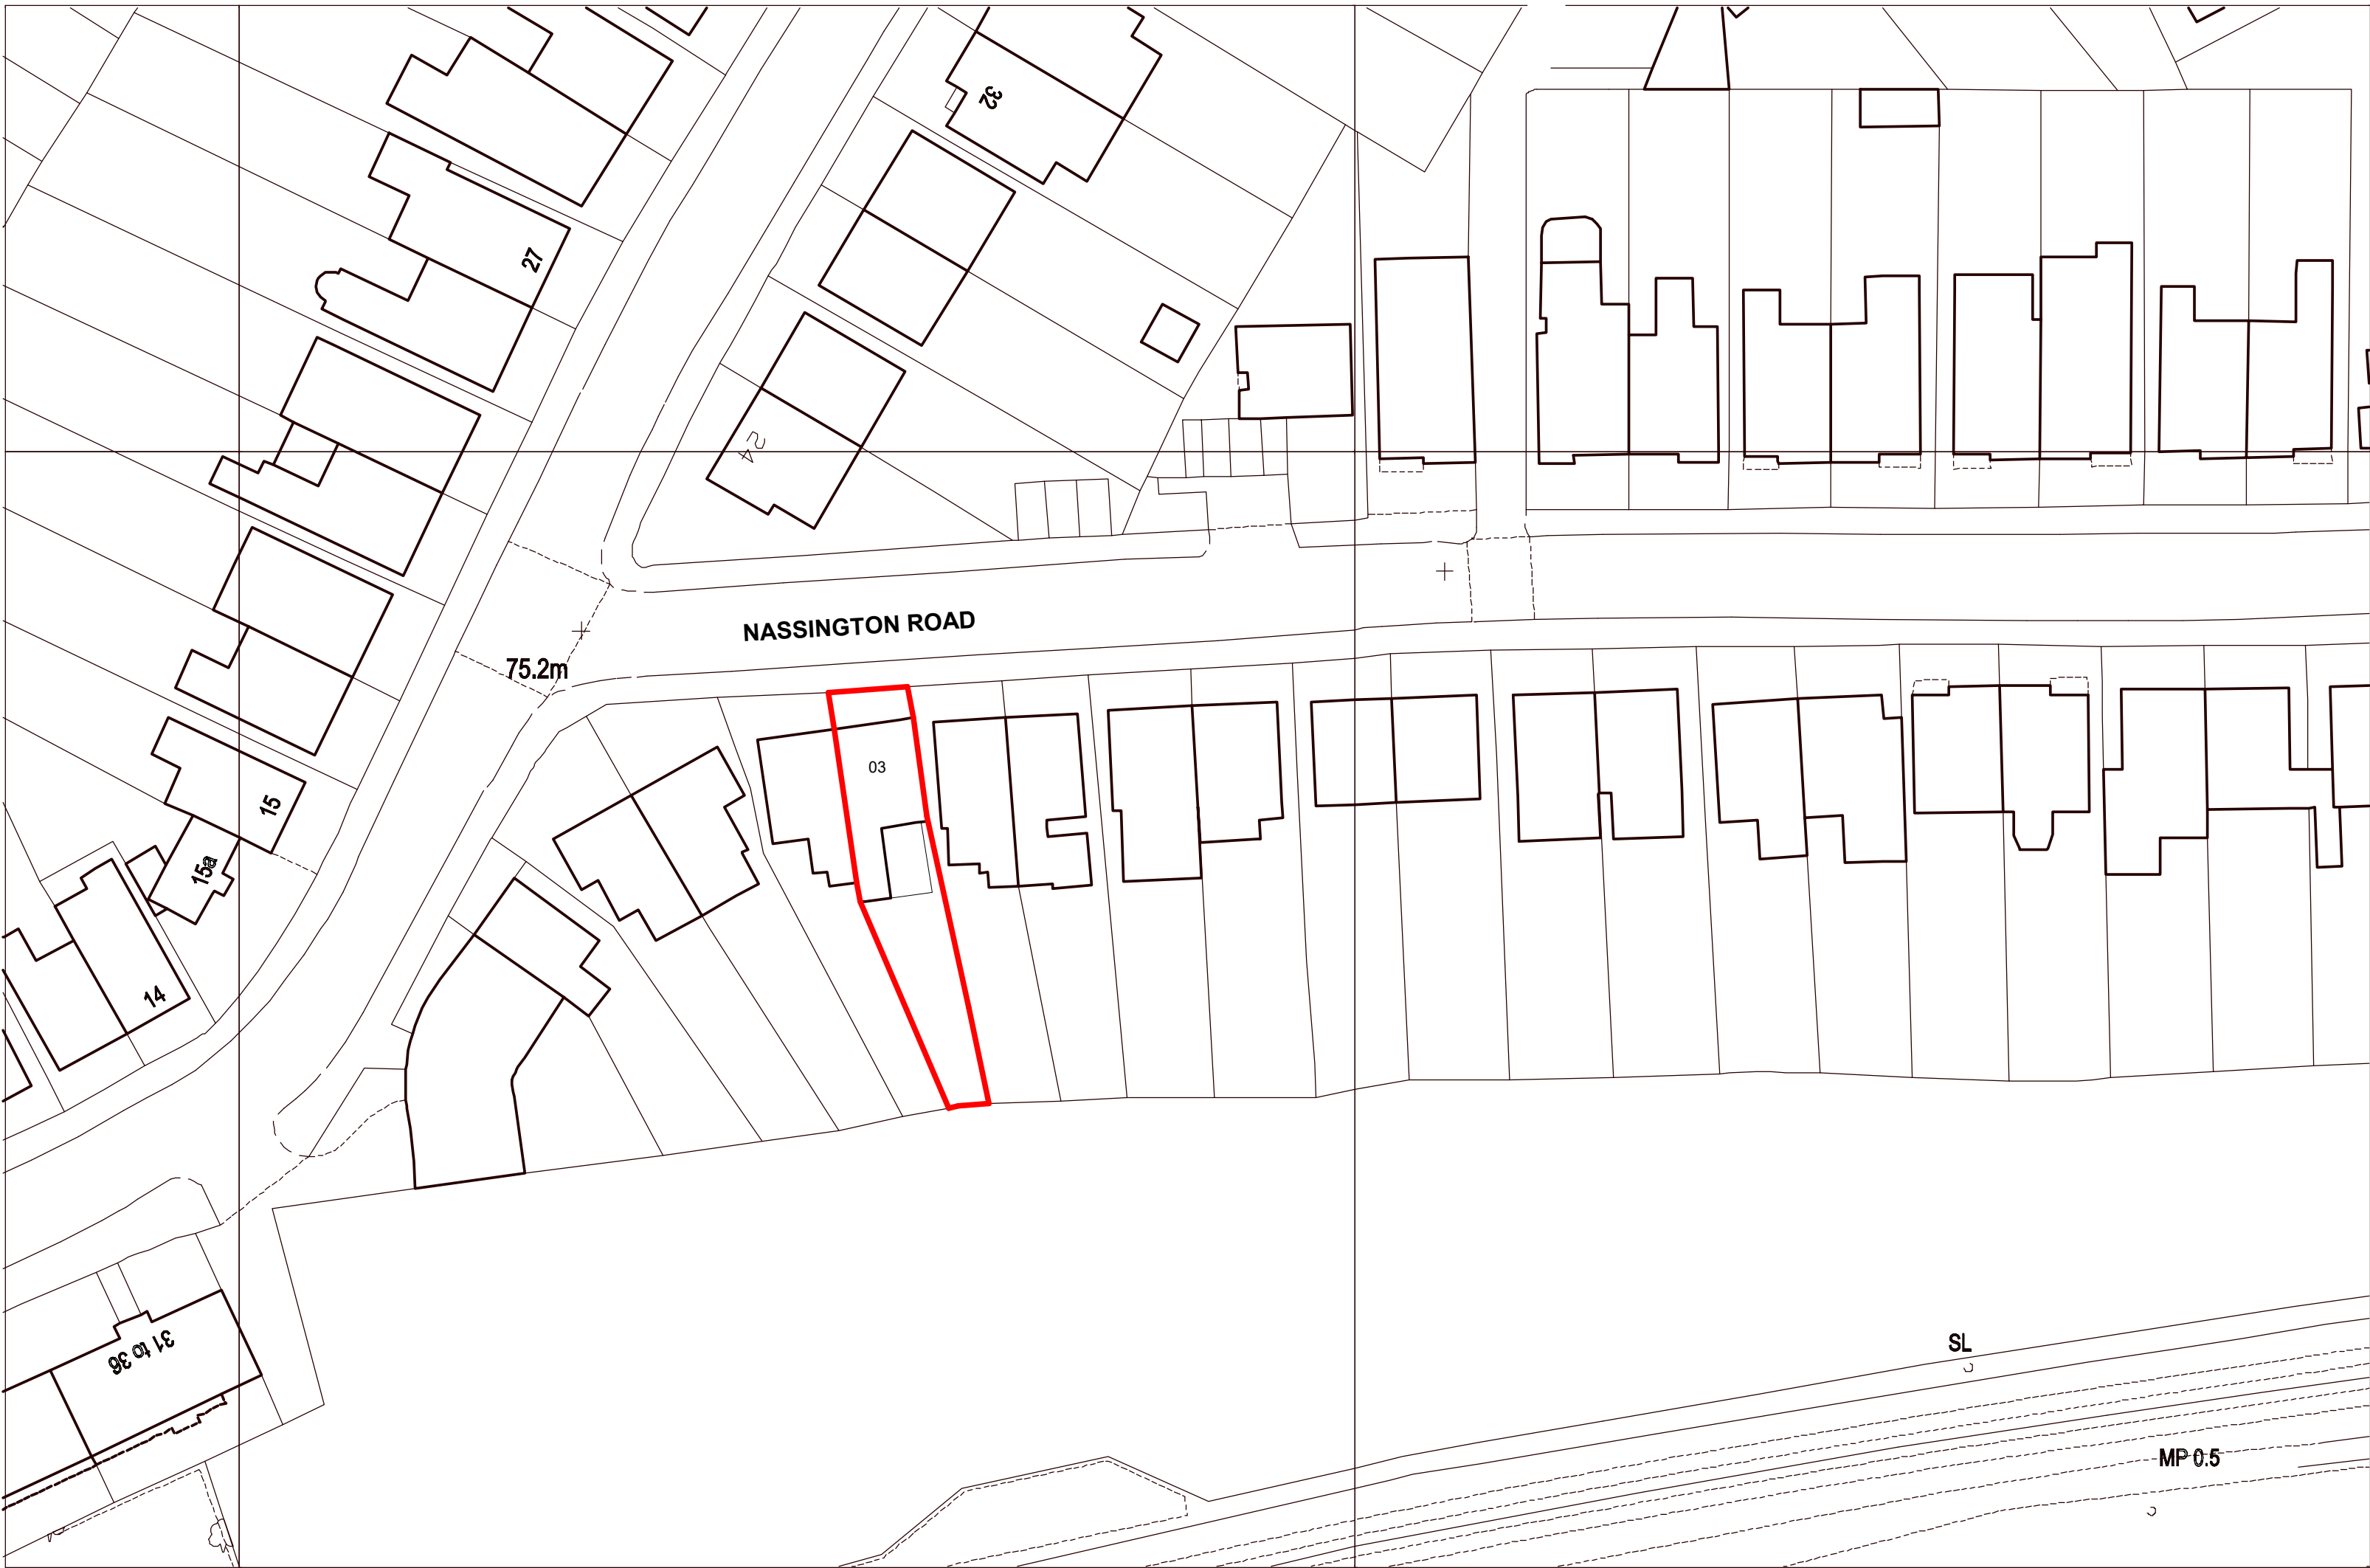 32
27
24
NASSINGTON ROAD
75.2m
03
15
15a
14
31 to 36
SL
MP 0.5